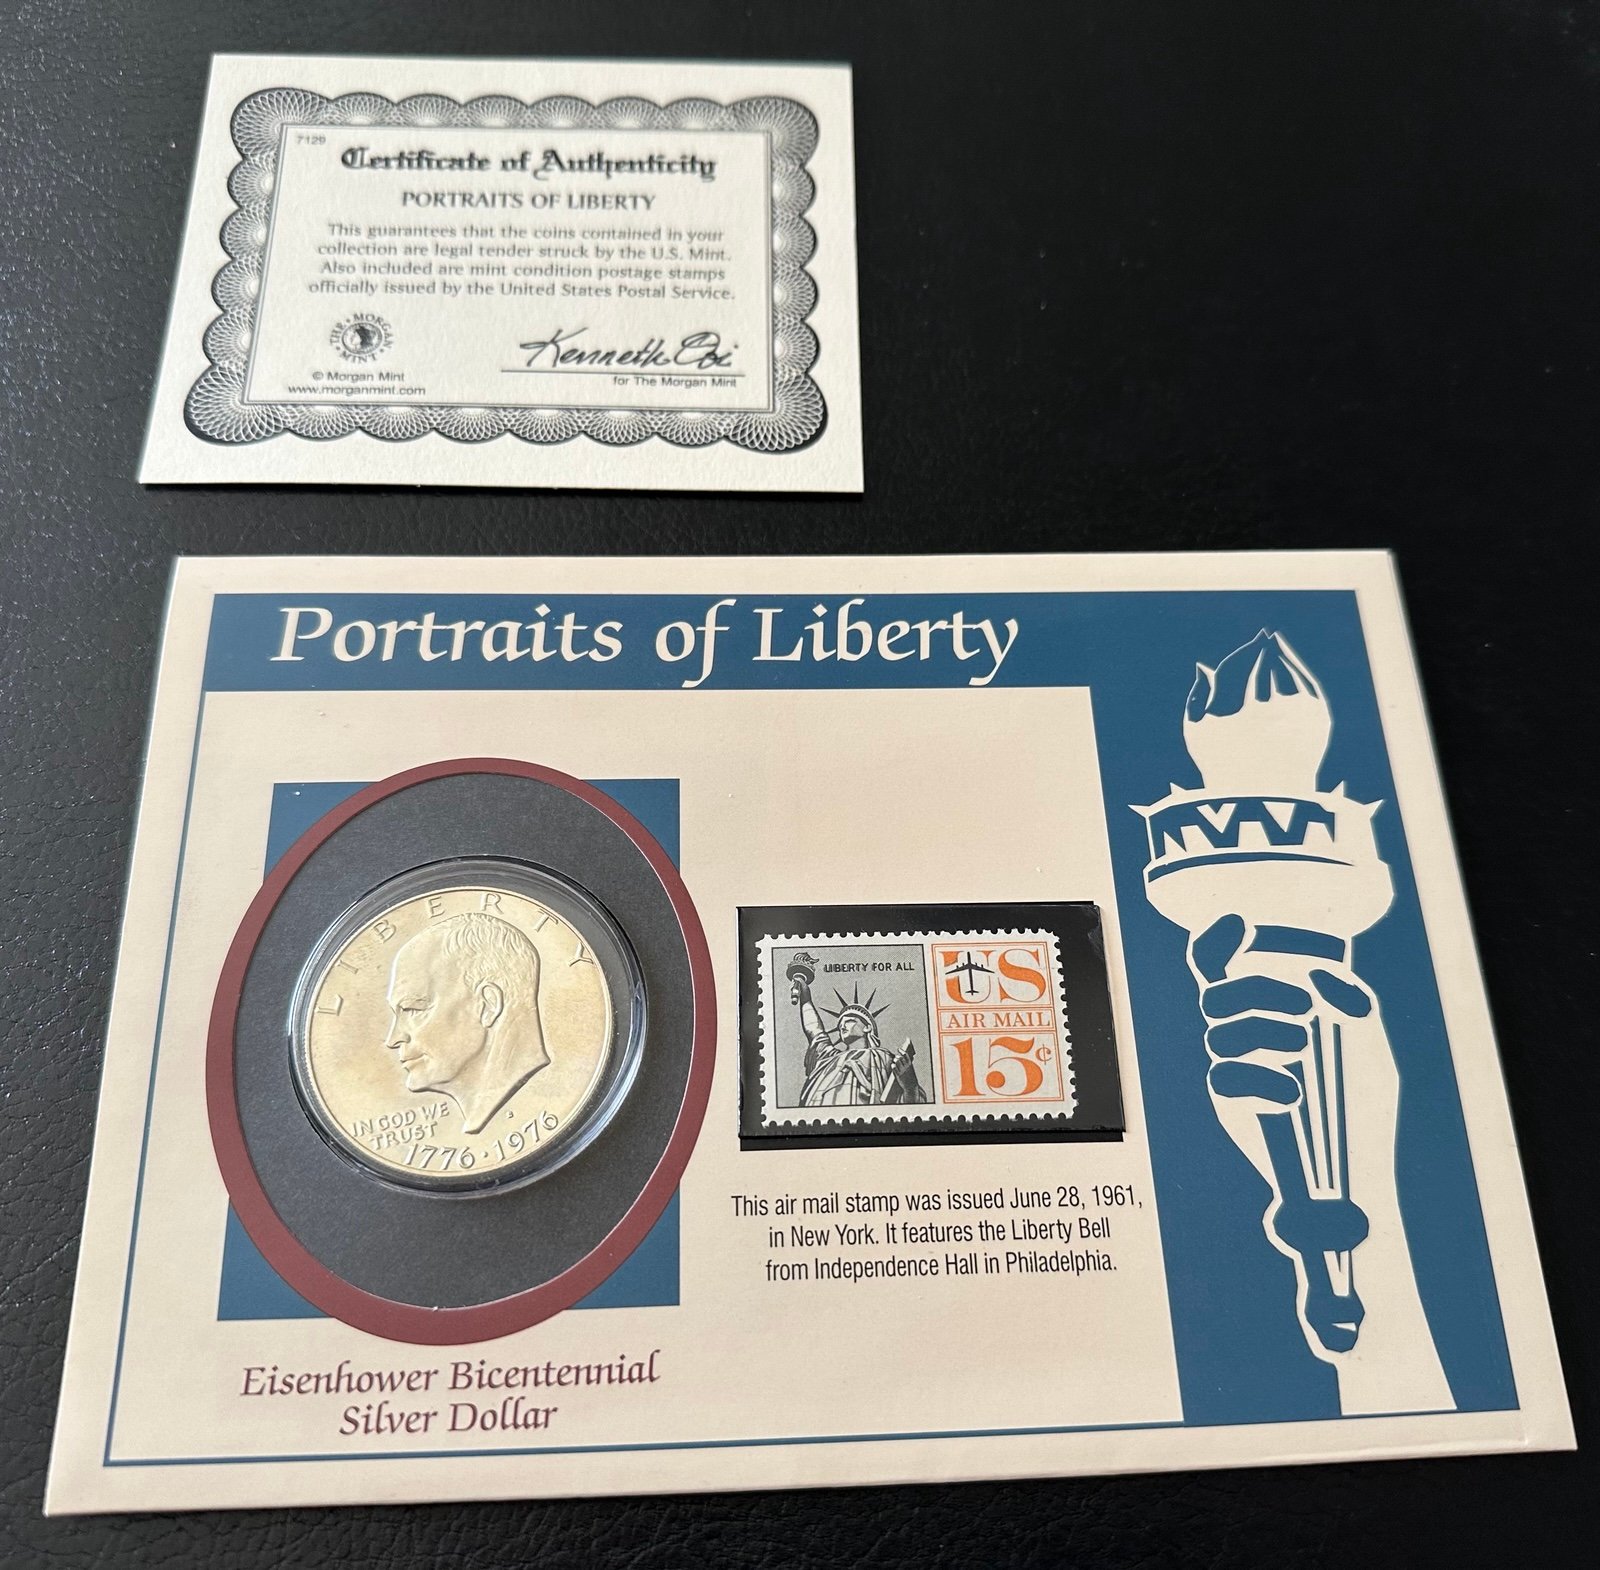 7129
Certificate of Authenticity
PORTRAITS OF LIBERTY
This guarantees that the coins contained in your
collection are legal tender struck by the U.S. Mint.
Also included are mint condition postage stamps
officially issued by the United States Postal Service.
THE • MORGAN MINT •
© Morgan Mint
www.morganmint.com
Kenneth
for The Morgan Mint
Portraits of Liberty
LIBERTY
IN GOD WE
TRUST
S
1776 · 1976
LIBERTY FOR ALL
US
AIR MAIL
15¢
This air mail stamp was issued June 28, 1961,
in New York. It features the Liberty Bell
from Independence Hall in Philadelphia.
Eisenhower Bicentennial
Silver Dollar